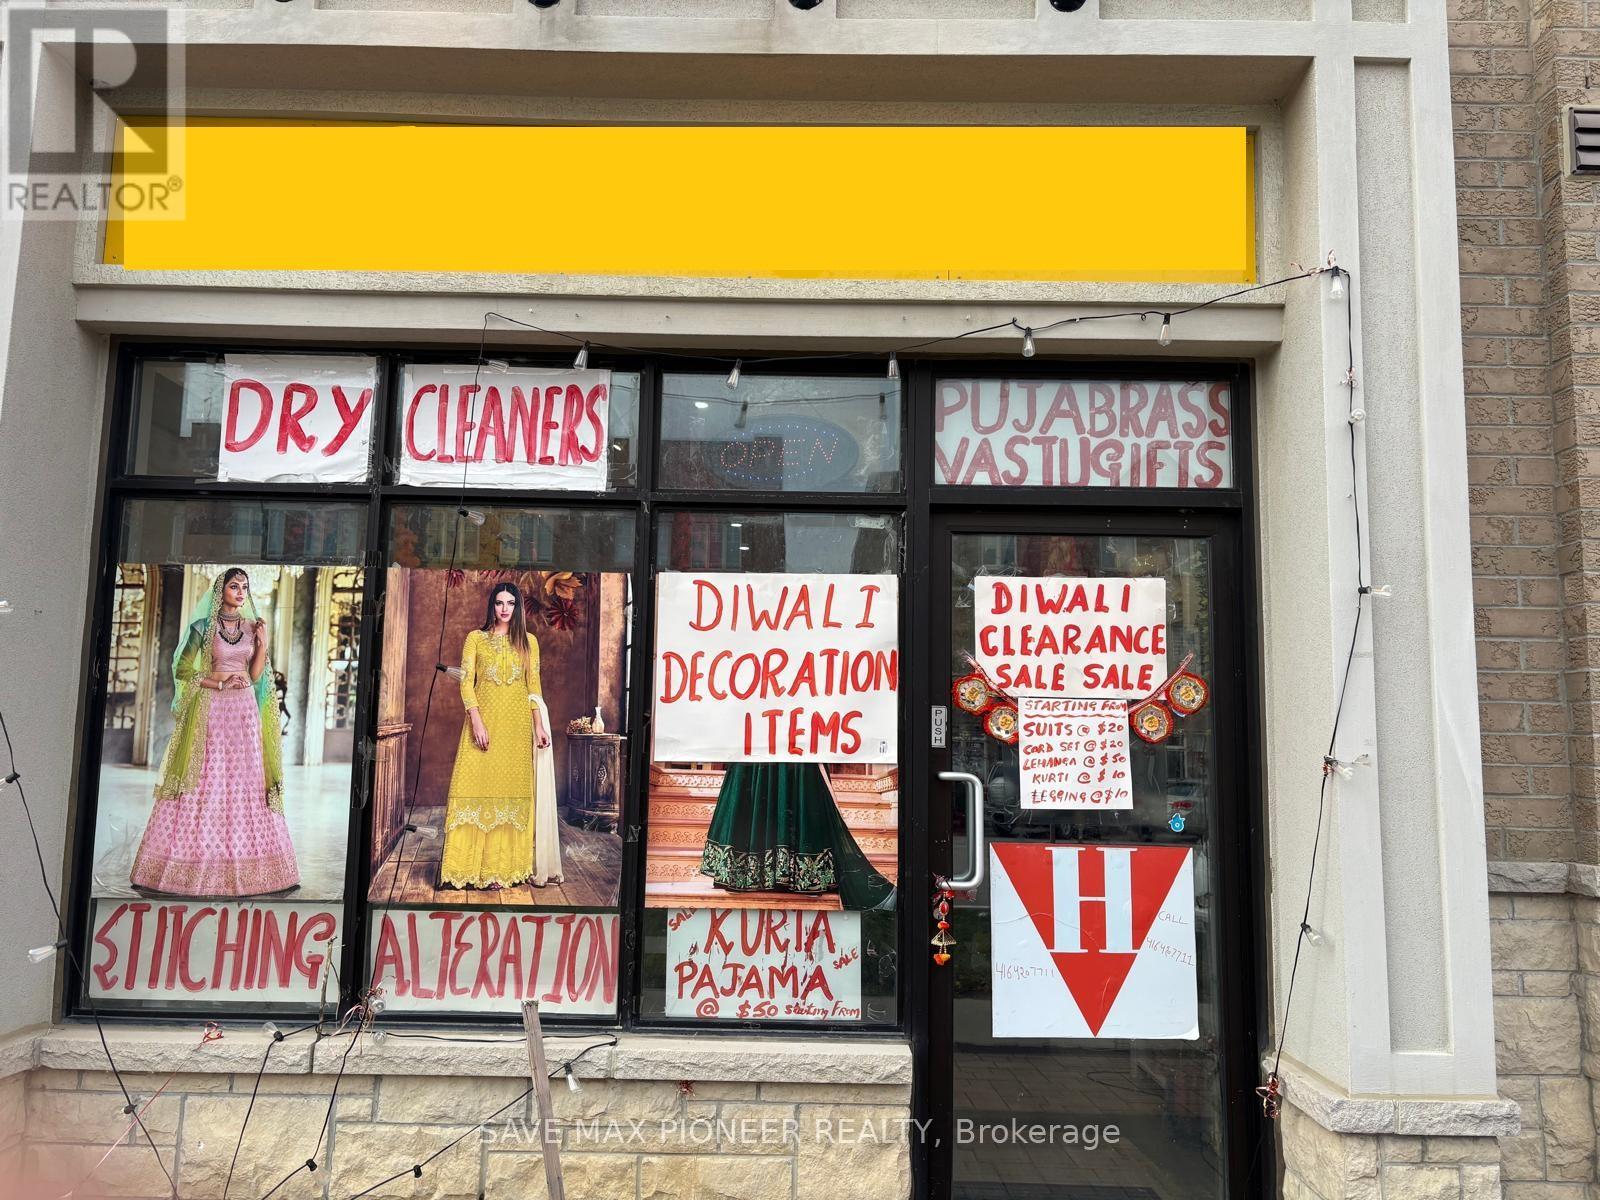 REALTOR®
DRY
CLEANERS
OPEN
PUJABRASS
VASTUGIFTS
DIWALI
DECORATION
ITEMS
DIWALI
CLEARANCE
SALE SALE
STARTING FROM
SUITS @ $20
CORD SET @ $20
LEHANGA @ $50
KURTI @ $10
LEGGING @ $10
PUSH
STITCHING
ALTERATION
SALE
KURTA
PAJAMA
SALE
@ $50 starting FROM
H
CALL
4164207711
4164207711
SAVE MAX PIONEER REALTY, Brokerage